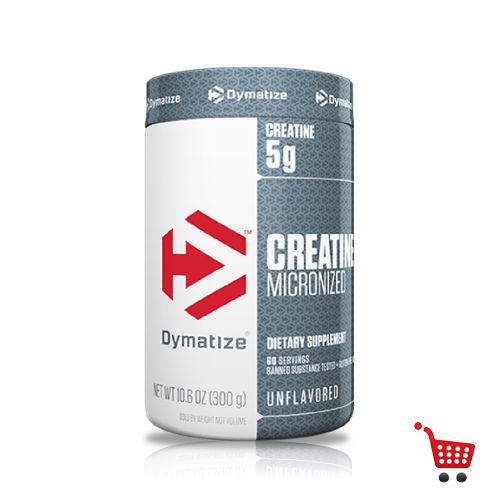 Dymatize Dymatize
CREATINE
5g
CREATINE
MICRONIZED
Dymatize®
DIETARY SUPPLEMENT
60 SERVINGS
BANNED SUBSTANCE TESTED
NET WT 10.6 OZ (300 g)
SOLD BY WEIGHT NOT VOLUME
UNFLAVORED